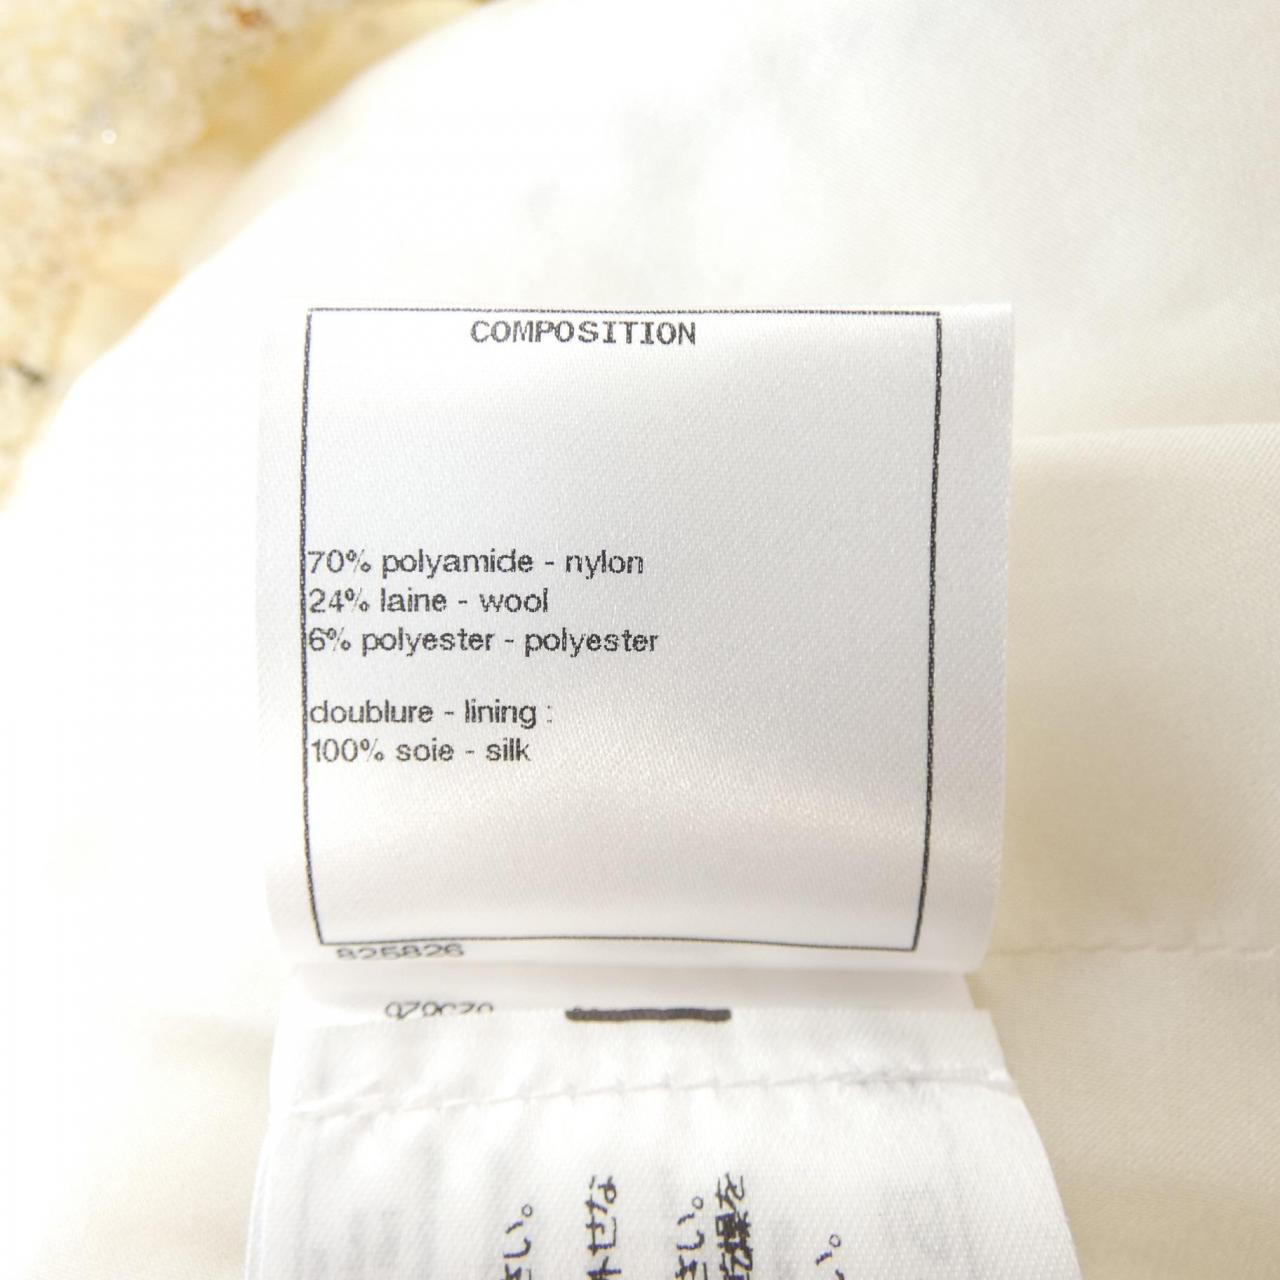 COMPOSITION
70% polyamide - nylon
24% laine - wool
6% polyester - polyester
doublure - lining :
100% soie - silk
825826